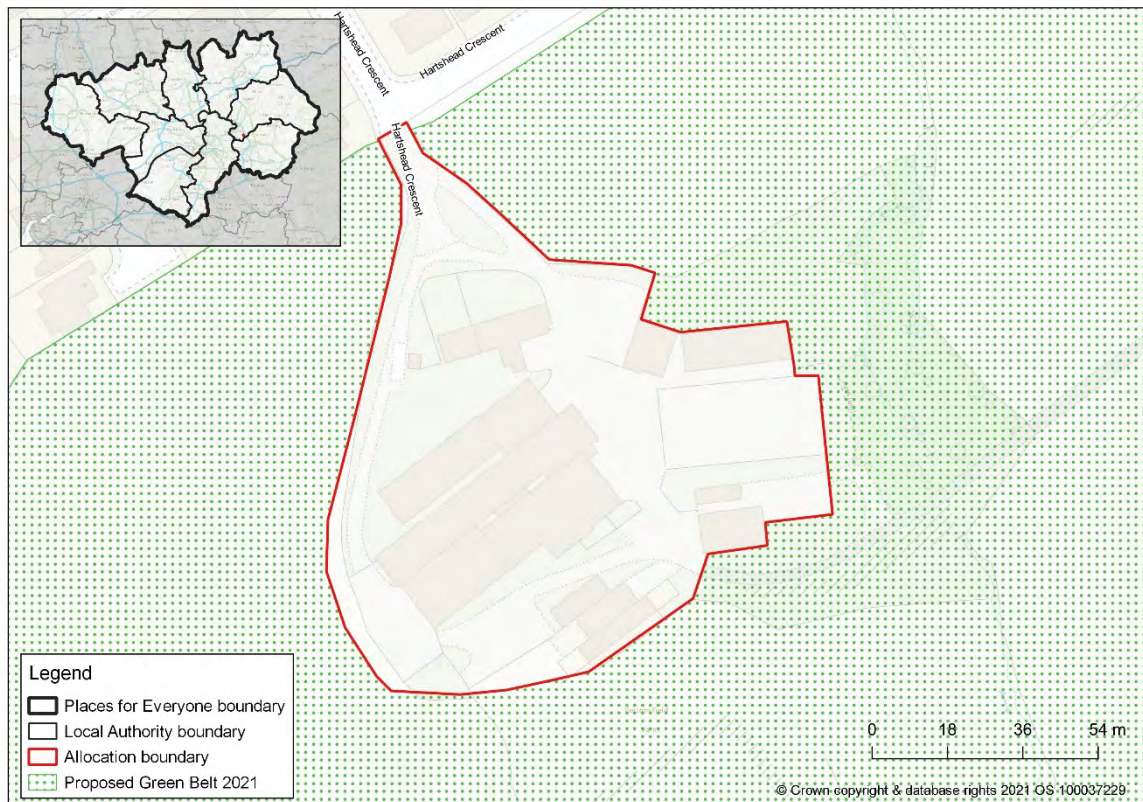 Hartshead Crescent
Hartshead Crescent
Hartshead Crescent
Legend
Places for Everyone boundary
Local Authority boundary
Allocation boundary
Proposed Green Belt 2021
0 18 36 54 m
© Crown copyright & database rights 2021 OS 100037229